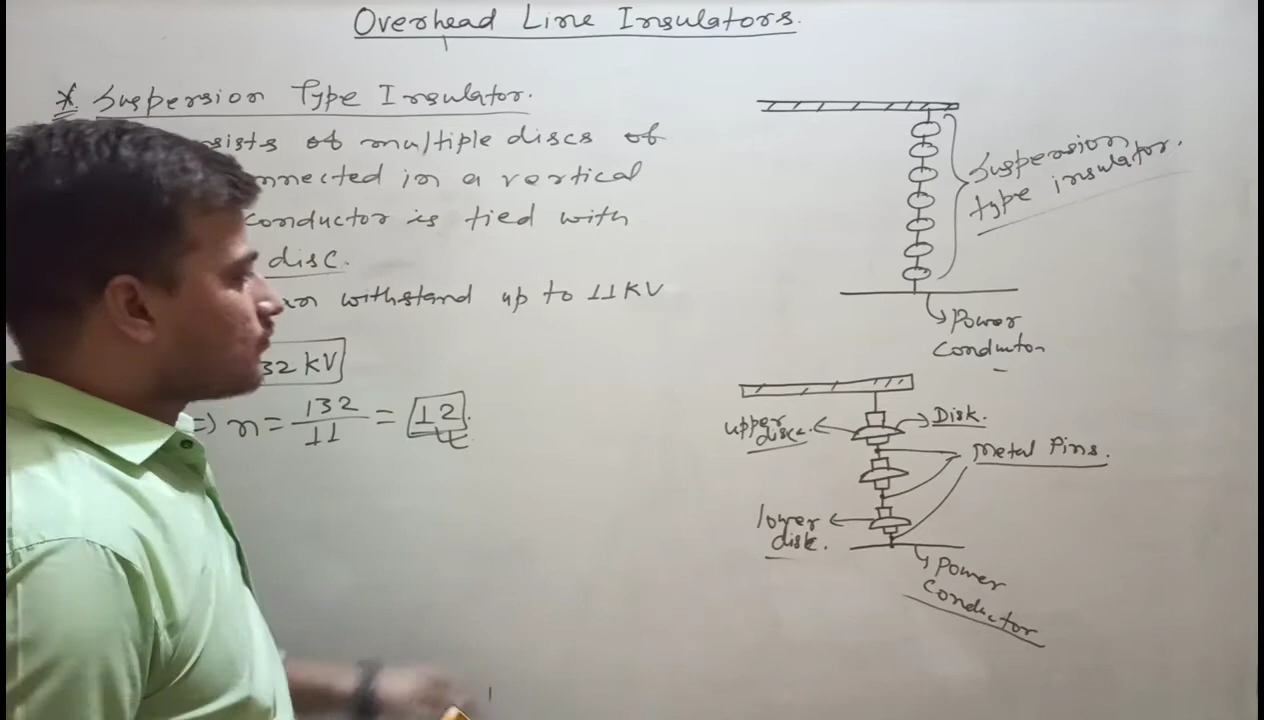 Overhead Line Insulators.
* Suspension Type Insulator.
sists of multiple discs of
nnected in a vertical
conductor is tied with
disc.
n withstand up to 11KV
32 KV
=> n = 132/11 = 12
Suspension
type insulator.
Power
Conductor
upper
disc.
Disk.
Metal Pins.
lower
disk.
Power
Conductor